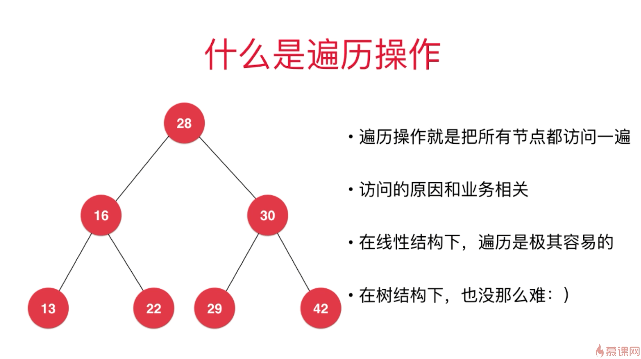 什么是遍历操作
28
16
30
13
22
29
42
• 遍历操作就是把所有节点都访问一遍
• 访问的原因和业务相关
• 在线性结构下，遍历是极其容易的
• 在树结构下，也没那么难：）
慕课网